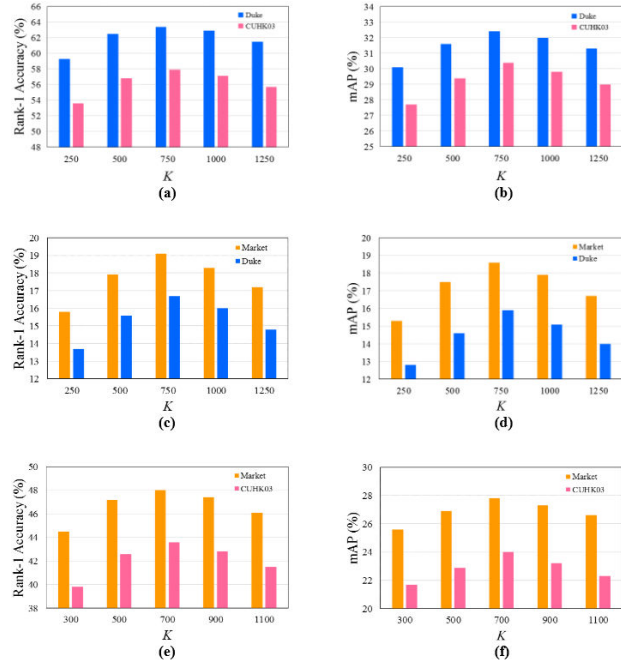 66
64
62
60
58
56
54
52
50
48
Rank-1 Accuracy (%)
Duke
CUHK03
250 500 750 1000 1250
K
(a)
34
33
32
31
30
29
28
27
26
25
mAP (%)
Duke
CUHK03
250 500 750 1000 1250
K
(b)
20
19
18
17
16
15
14
13
12
Rank-1 Accuracy (%)
Market
Duke
250 500 750 1000 1250
K
(c)
20
19
18
17
16
15
14
13
12
mAP (%)
Market
Duke
250 500 750 1000 1250
K
(d)
50
48
46
44
42
40
38
Rank-1 Accuracy (%)
Market
CUHK03
300 500 700 900 1100
K
(e)
30
28
26
24
22
20
mAP (%)
Market
CUHK03
300 500 700 900 1100
K
(f)